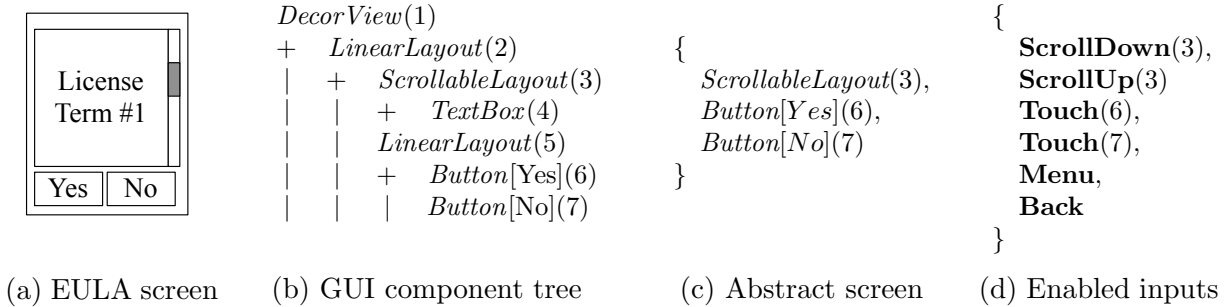 License
Term #1
Yes No
(a) EULA screen
DecorView(1)
+ LinearLayout(2)
| + ScrollableLayout(3)
| | + TextBox(4)
| | LinearLayout(5)
| | + Button[Yes](6)
| | | Button[No](7)
(b) GUI component tree
{
ScrollableLayout(3),
Button[Yes](6),
Button[No](7)
}
(c) Abstract screen
{
ScrollDown(3),
ScrollUp(3)
Touch(6),
Touch(7),
Menu,
Back
}
(d) Enabled inputs